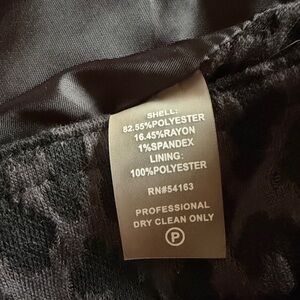 SHELL:
82.55%POLYESTER
16.45%RAYON
1%SPANDEX
LINING:
100%POLYESTER
RN#54163
PROFESSIONAL
DRY CLEAN ONLY
P